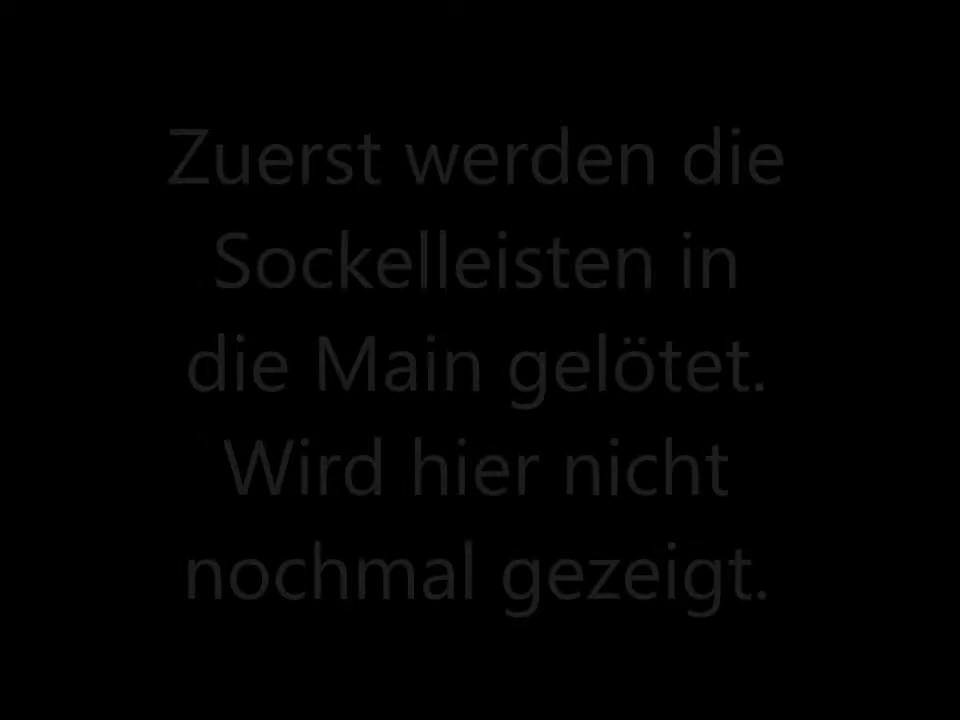 Zuerst werden die
Sockelleisten in
die Main gelötet.
Wird hier nicht
nochmal gezeigt.